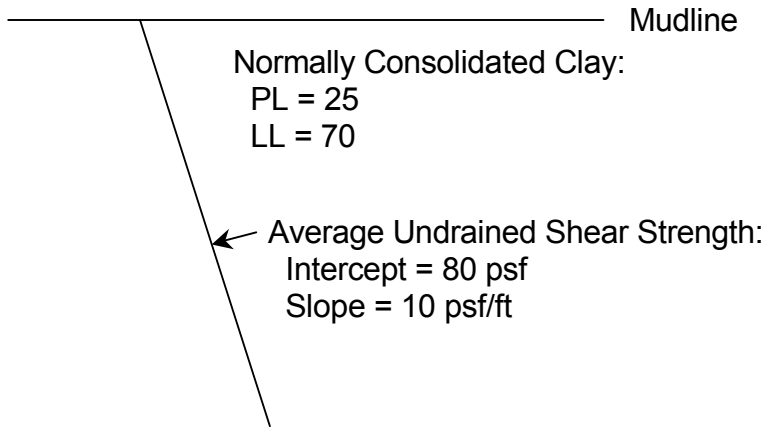 Mudline
Normally Consolidated Clay:
PL = 25
LL = 70
Average Undrained Shear Strength:
Intercept = 80 psf
Slope = 10 psf/ft